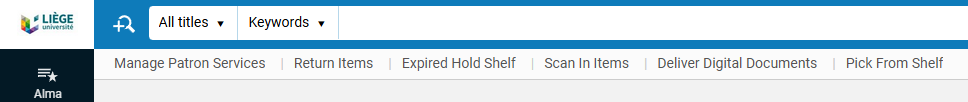 LIÈGE
université
All titles Keywords
Manage Patron Services | Return Items | Expired Hold Shelf | Scan In Items | Deliver Digital Documents | Pick From Shelf
Alma